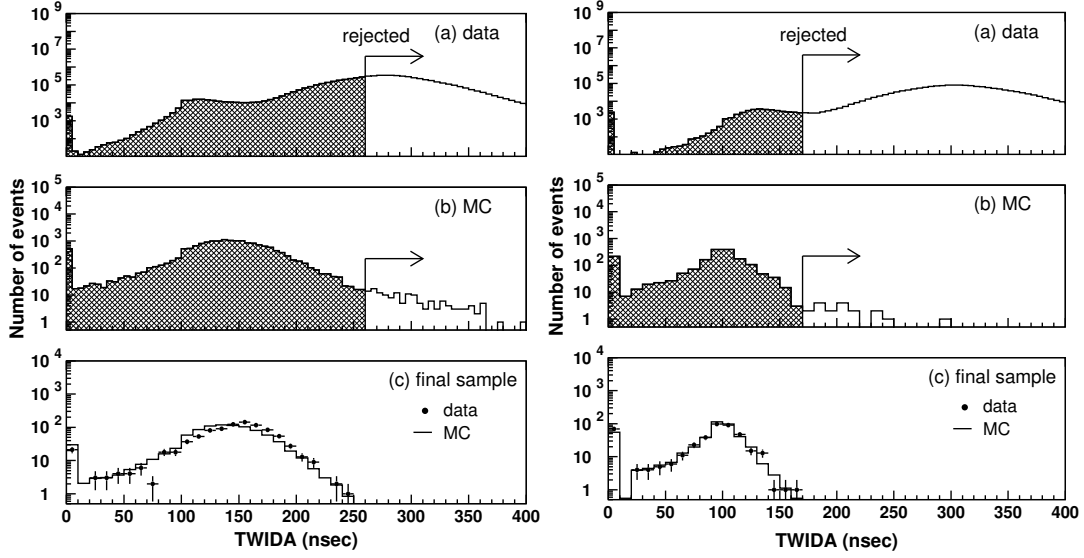 10^9
10^7
10^5
10^3
rejected
(a) data
10^5
10^4
10^3
10^2
10
1
(b) MC
10^4
10^3
10^2
10
1
(c) final sample
data
MC
0 50 100 150 200 250 300 350 400
TWIDA (nsec)
Number of events
10^9
10^7
10^5
10^3
rejected
(a) data
10^5
10^4
10^3
10^2
10
1
(b) MC
10^4
10^3
10^2
10
1
(c) final sample
data
MC
0 50 100 150 200 250 300 350 400
TWIDA (nsec)
Number of events